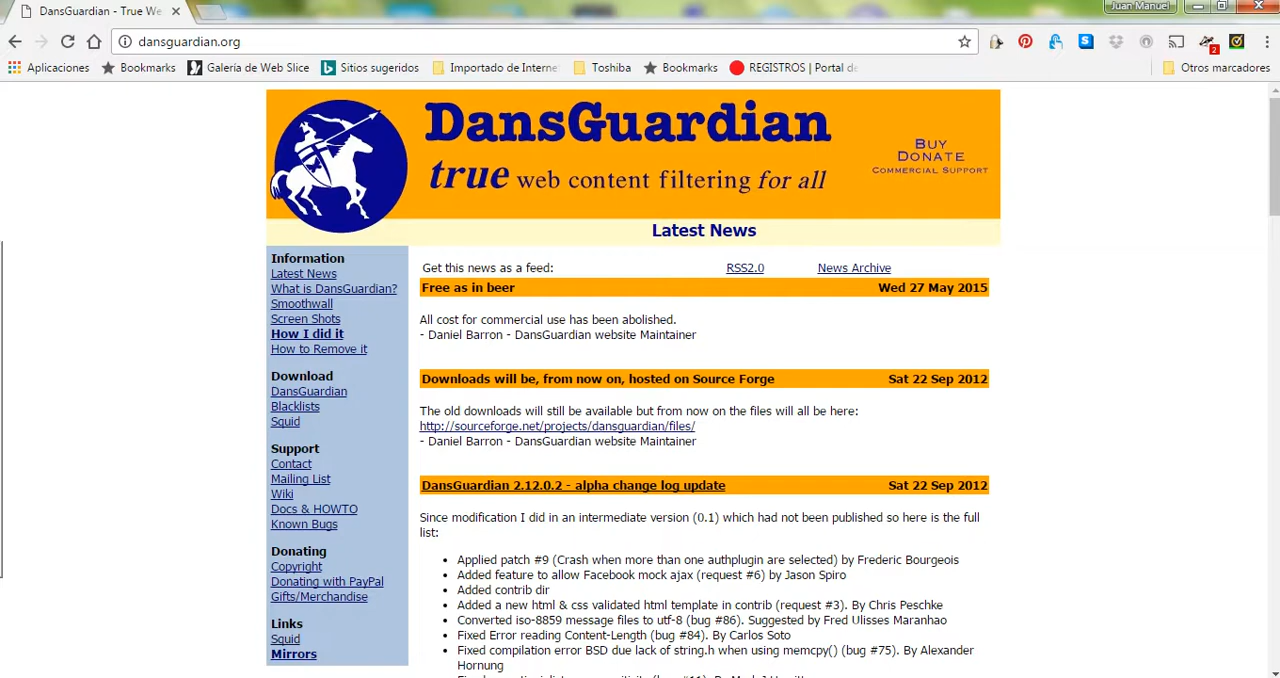 DansGuardian - True We
Juan Manuel
dansguardian.org
2
Aplicaciones
Bookmarks
Galería de Web Slice
Sitios sugeridos
Importado de Interne
Toshiba
Bookmarks
REGISTROS | Portal de
Otros marcadores
DansGuardian
true web content filtering for all
BUY
DONATE
COMMERCIAL SUPPORT
Latest News
Information
Latest News
What is DansGuardian?
Smoothwall
Screen Shots
How I did it
How to Remove it
Download
DansGuardian
Blacklists
Squid
Support
Contact
Mailing List
Wiki
Docs & HOWTO
Known Bugs
Donating
Copyright
Donating with PayPal
Gifts/Merchandise
Links
Squid
Mirrors
Get this news as a feed: RSS2.0 News Archive
Free as in beer Wed 27 May 2015
All cost for commercial use has been abolished.
- Daniel Barron - DansGuardian website Maintainer
Downloads will be, from now on, hosted on Source Forge Sat 22 Sep 2012
The old downloads will still be available but from now on the files will all be here:
http://sourceforge.net/projects/dansguardian/files/
- Daniel Barron - DansGuardian website Maintainer
DansGuardian 2.12.0.2 - alpha change log update Sat 22 Sep 2012
Since modification I did in an intermediate version (0.1) which had not been published so here is the full
list:
• Applied patch #9 (Crash when more than one authplugin are selected) by Frederic Bourgeois
• Added feature to allow Facebook mock ajax (request #6) by Jason Spiro
• Added contrib dir
• Added a new html & css validated html template in contrib (request #3). By Chris Peschke
• Converted iso-8859 message files to utf-8 (bug #86). Suggested by Fred Ulisses Maranhao
• Fixed Error reading Content-Length (bug #84). By Carlos Soto
• Fixed compilation error BSD due lack of string.h when using memcpy() (bug #75). By Alexander
Hornung